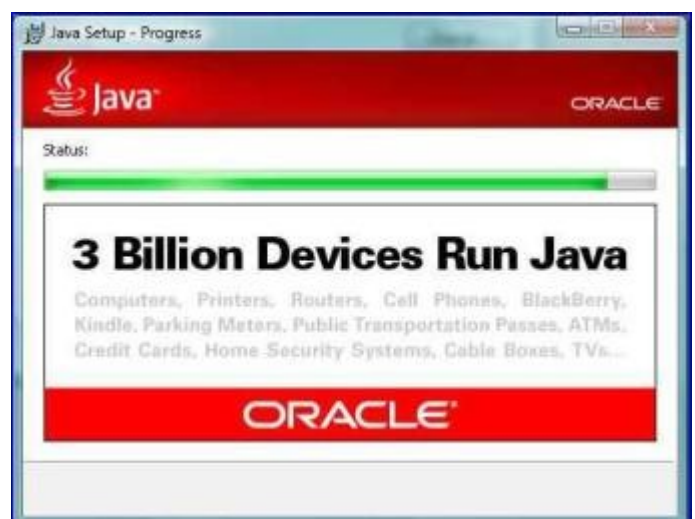 Java Setup - Progress
Java
ORACLE
Status:
3 Billion Devices Run Java
Computers, Printers, Routers, Cell Phones, BlackBerry,
Kindle, Parking Meters, Public Transportation Passes, ATMs,
Credit Cards, Home Security Systems, Cable Boxes, TVs...
ORACLE